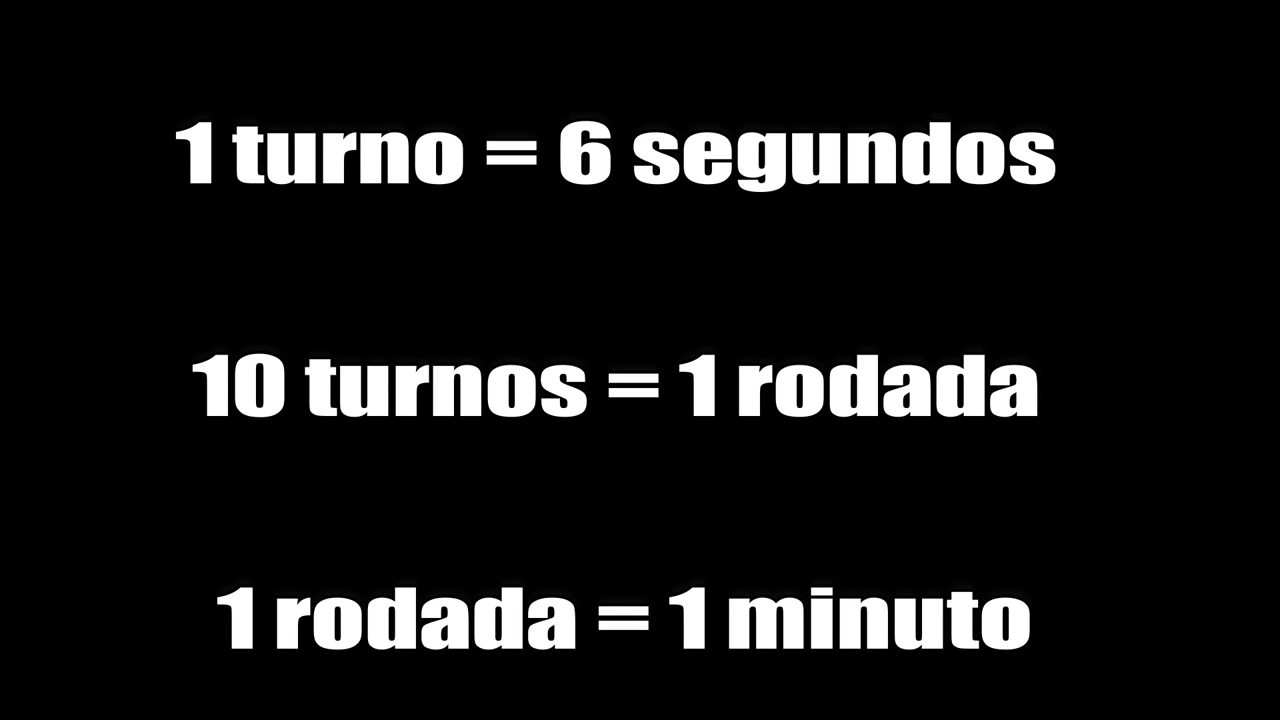 1 turno = 6 segundos
10 turnos = 1 rodada
1 rodada = 1 minuto